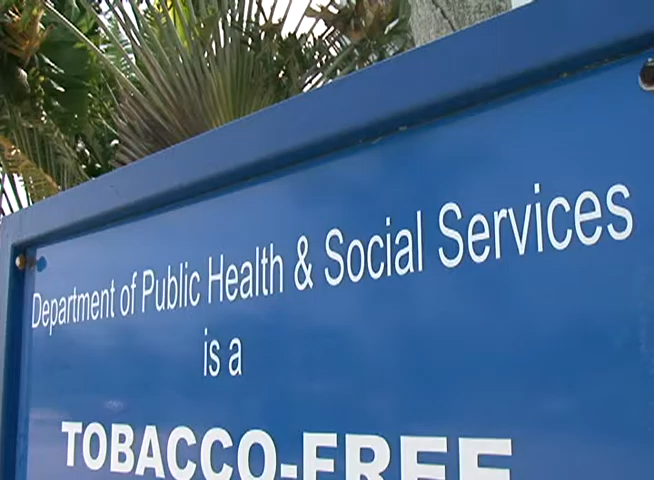 Department of Public Health & Social Services
is a
TOBACCO-FREE